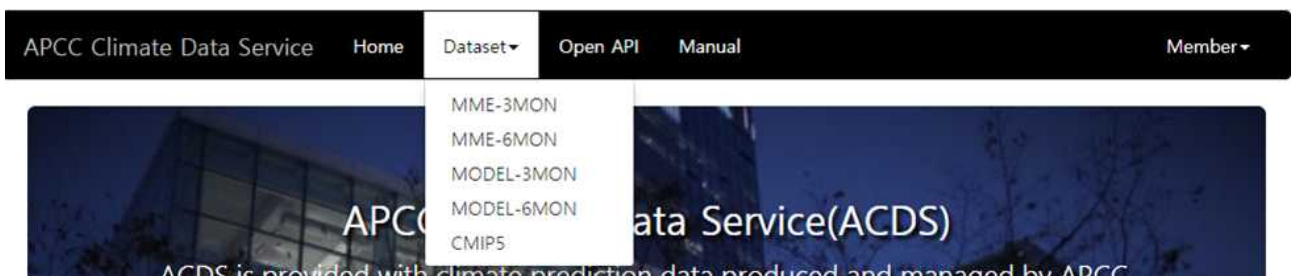 APCC Climate Data Service Home Dataset Open API Manual Member
MME-3MON
MME-6MON
MODEL-3MON
MODEL-6MON
CMIP5
APCC ata Service(ACDS)
ACDS is provided with climate prediction data produced and managed by APCC